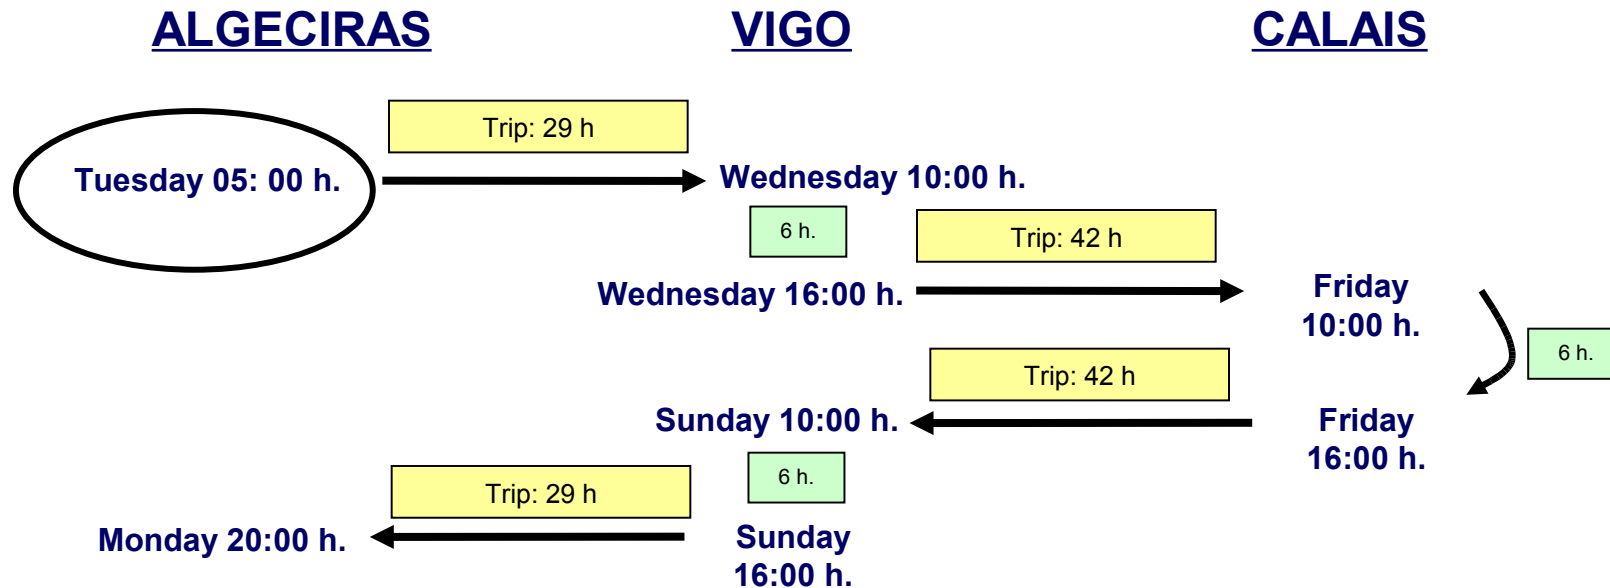 ALGECIRAS VIGO CALAIS
Trip: 29 h
Tuesday 05: 00 h.
Wednesday 10:00 h.
6 h.
Trip: 42 h
Wednesday 16:00 h.
Friday
10:00 h.
6 h.
Trip: 42 h
Sunday 10:00 h.
Friday
16:00 h.
6 h.
Trip: 29 h
Monday 20:00 h.
Sunday
16:00 h.